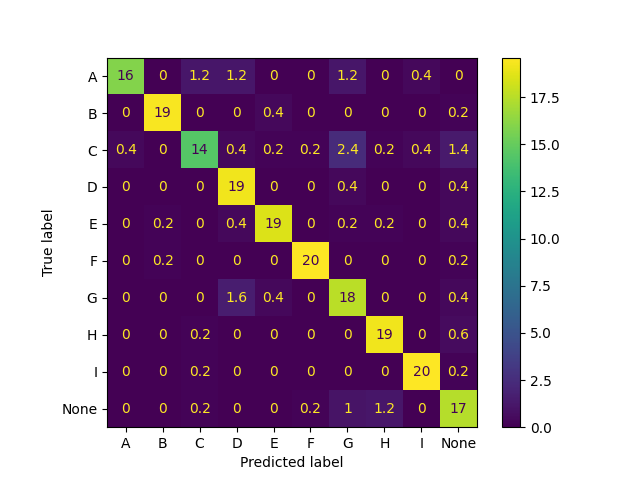 A 16 0 1.2 1.2 0 0 1.2 0 0.4 0
B 0 19 0 0 0.4 0 0 0 0 0.2
C 0.4 0 14 0.4 0.2 0.2 2.4 0.2 0.4 1.4
D 0 0 0 19 0 0 0.4 0 0 0.4
E 0 0.2 0 0.4 19 0 0.2 0.2 0 0.4
F 0 0.2 0 0 0 20 0 0 0 0.2
G 0 0 0 1.6 0.4 0 18 0 0 0.4
H 0 0 0.2 0 0 0 0 19 0 0.6
I 0 0 0.2 0 0 0 0 0 20 0.2
None 0 0 0.2 0 0 0.2 1 1.2 0 17
A B C D E F G H I None
Predicted label
True label
17.5
15.0
12.5
10.0
7.5
5.0
2.5
0.0